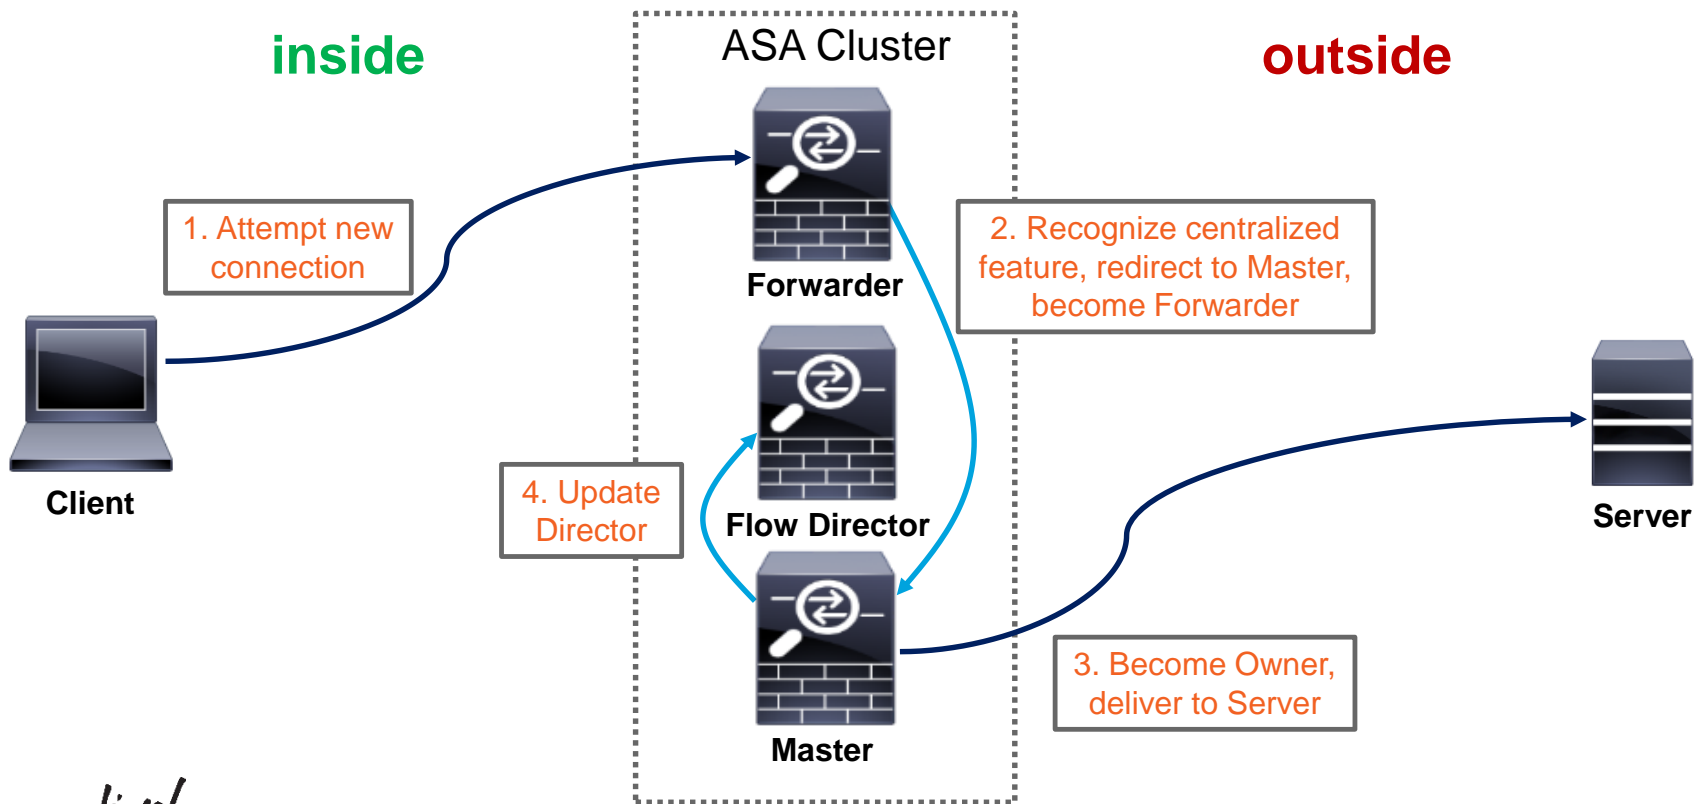 inside
ASA Cluster
outside
1. Attempt new
connection
2. Recognize centralized
feature, redirect to Master,
become Forwarder
Forwarder
Client
4. Update
Director
Flow Director
Server
3. Become Owner,
deliver to Server
Master